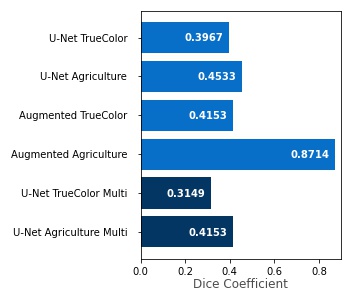 U-Net TrueColor 0.3967
U-Net Agriculture 0.4533
Augmented TrueColor 0.4153
Augmented Agriculture 0.8714
U-Net TrueColor Multi 0.3149
U-Net Agriculture Multi 0.4153
0.0 0.2 0.4 0.6 0.8
Dice Coefficient